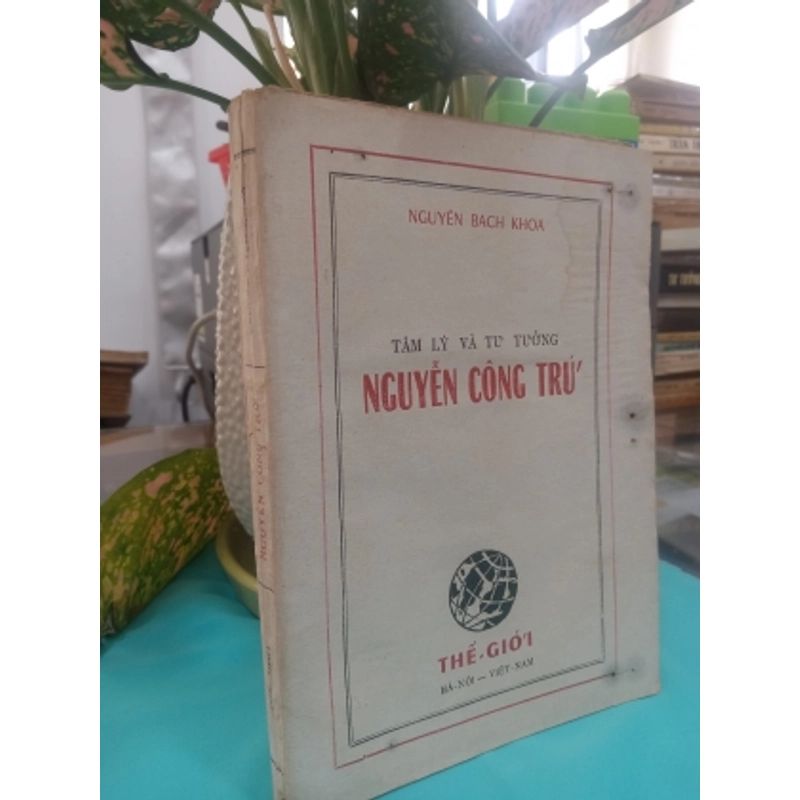 NGUYỄN BÁCH KHOA
TÂM LÝ VÀ TƯ TƯỞNG
NGUYỄN CÔNG TRỨ
THẾ-GIỚI
HÀ-NỘI — VIỆT-NAM
NGUYỄN CÔNG TRỨ